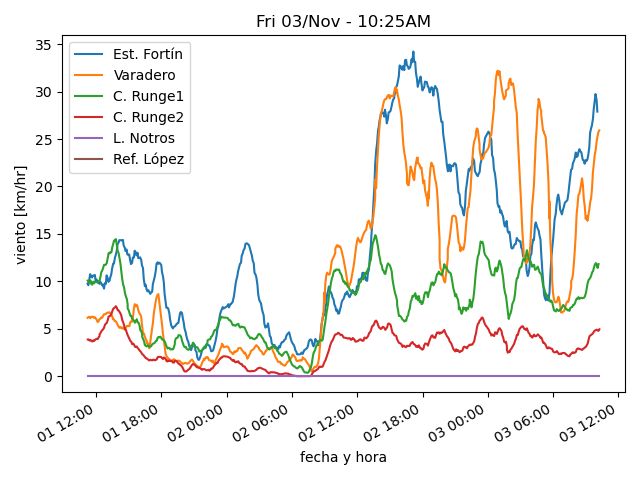 Fri 03/Nov - 10:25AM
Est. Fortín
Varadero
C. Runge1
C. Runge2
L. Notros
Ref. López
viento [km/hr]
35
30
25
20
15
10
5
0
01 12:00
01 18:00
02 00:00
02 06:00
02 12:00
02 18:00
03 00:00
03 06:00
03 12:00
fecha y hora